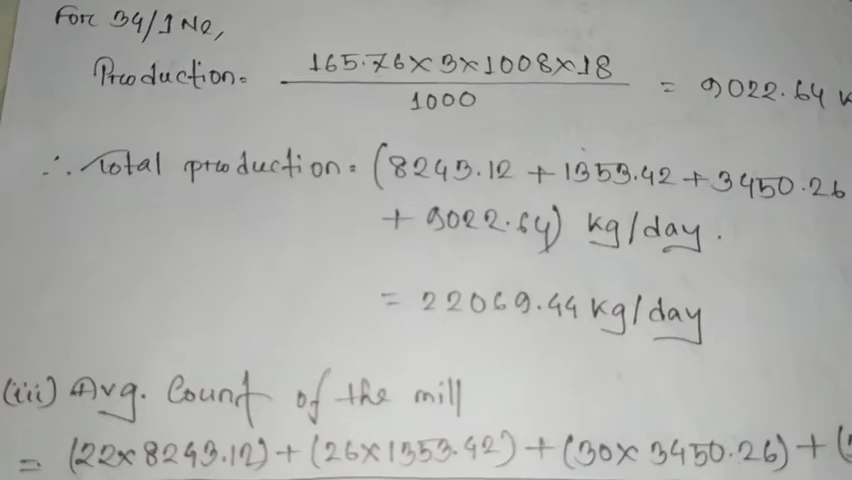 For 34/1 Ne,
Production = 165.76×3×1008×18 / 1000 = 9022.64 k
∴ Total production = (8243.12 + 1353.42 + 3450.26
+ 9022.64) kg/day.
= 22069.44 kg/day
(iii) Avg. Count of the mill
= (22×8243.12) + (26×1353.42) + (30×3450.26) + (